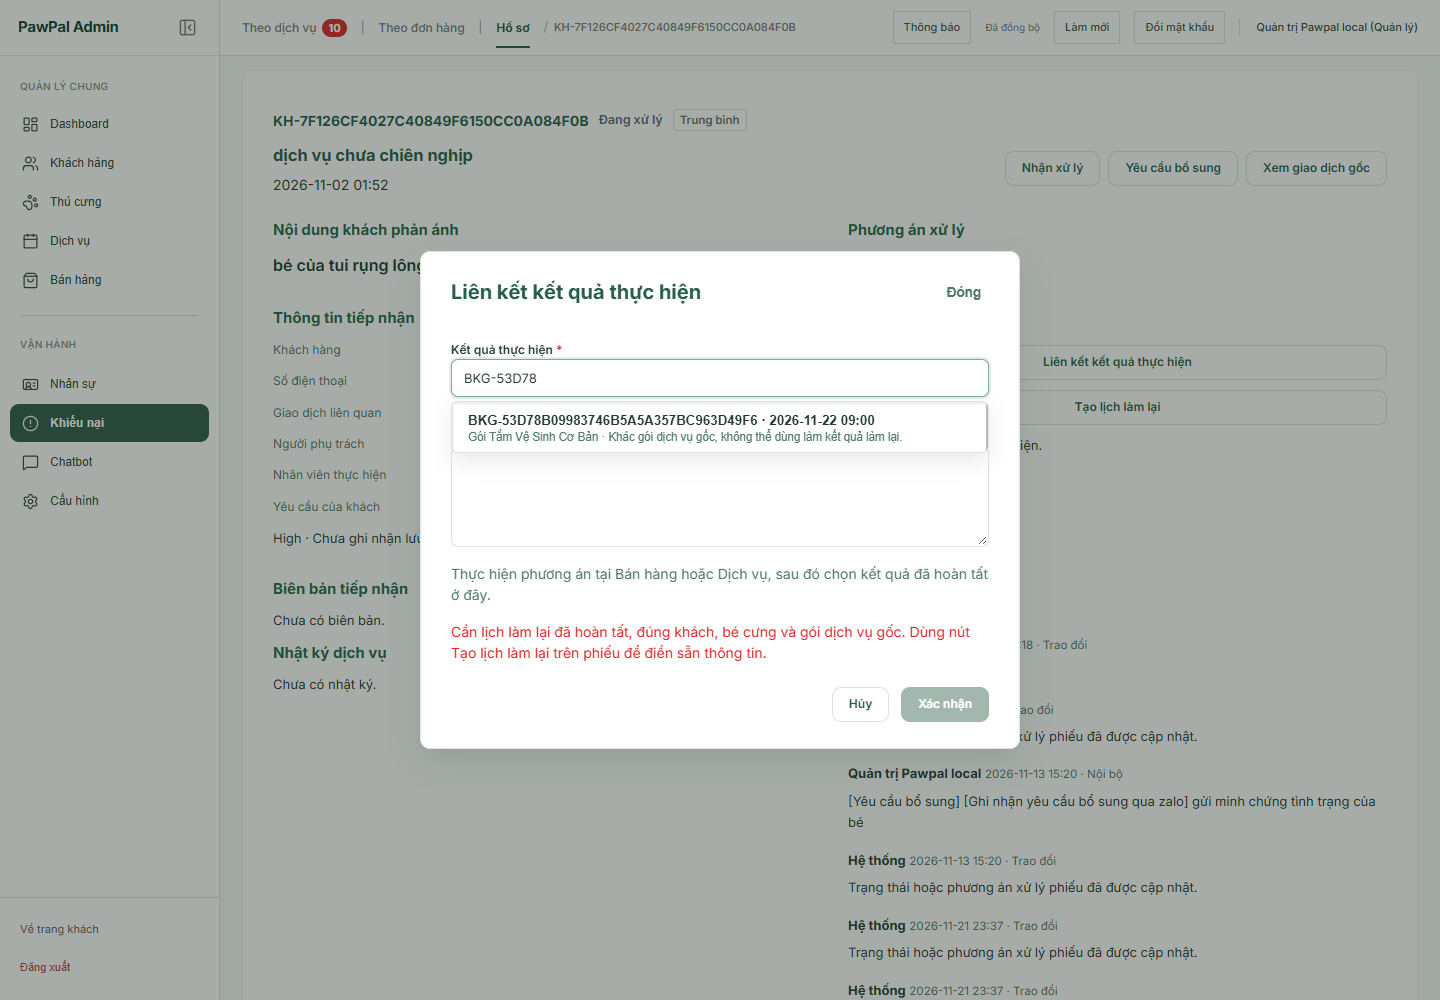 PawPal Admin
Theo dịch vụ 10 | Theo đơn hàng | Hồ sơ / KH-7F126CF4027C40849F6150CC0A084F0B
Thông báo
Đã đồng bộ
Làm mới
Đổi mật khẩu
Quản trị Pawpal local (Quản lý)
QUẢN LÝ CHUNG
Dashboard
Khách hàng
Thú cưng
Dịch vụ
Bán hàng
VẬN HÀNH
Nhân sự
Khiếu nại
Chatbot
Cấu hình
Về trang khách
Đăng xuất
KH-7F126CF4027C40849F6150CC0A084F0B Đang xử lý Trung bình
dịch vụ chưa chiên nghịp
2026-11-02 01:52
Nhận xử lý
Yêu cầu bổ sung
Xem giao dịch gốc
Nội dung khách phản ánh
bé của tui rụng lông
Thông tin tiếp nhận
Khách hàng
Số điện thoại
Giao dịch liên quan
Người phụ trách
Nhân viên thực hiện
Yêu cầu của khách
High · Chưa ghi nhận lưu
Biên bản tiếp nhận
Chưa có biên bản.
Nhật ký dịch vụ
Chưa có nhật ký.
Phương án xử lý
Liên kết kết quả thực hiện
Tạo lịch làm lại
iện.
:18 · Trao đổi
ao đổi
xử lý phiếu đã được cập nhật.
Quản trị Pawpal local 2026-11-13 15:20 · Nội bộ
[Yêu cầu bổ sung] [Ghi nhận yêu cầu bổ sung qua zalo] gửi minh chứng tình trạng của
bé
Hệ thống 2026-11-13 15:20 · Trao đổi
Trạng thái hoặc phương án xử lý phiếu đã được cập nhật.
Hệ thống 2026-11-21 23:37 · Trao đổi
Trạng thái hoặc phương án xử lý phiếu đã được cập nhật.
Hệ thống 2026-11-21 23:37 · Trao đổi
Liên kết kết quả thực hiện
Đóng
Kết quả thực hiện *
BKG-53D78
BKG-53D78B09983746B5A5A357BC963D49F6 · 2026-11-22 09:00
Gói Tắm Vệ Sinh Cơ Bản · Khác gói dịch vụ gốc, không thể dùng làm kết quả làm lại.
Thực hiện phương án tại Bán hàng hoặc Dịch vụ, sau đó chọn kết quả đã hoàn tất
ở đây.
Cần lịch làm lại đã hoàn tất, đúng khách, bé cưng và gói dịch vụ gốc. Dùng nút
Tạo lịch làm lại trên phiếu để điền sẵn thông tin.
Hủy
Xác nhận